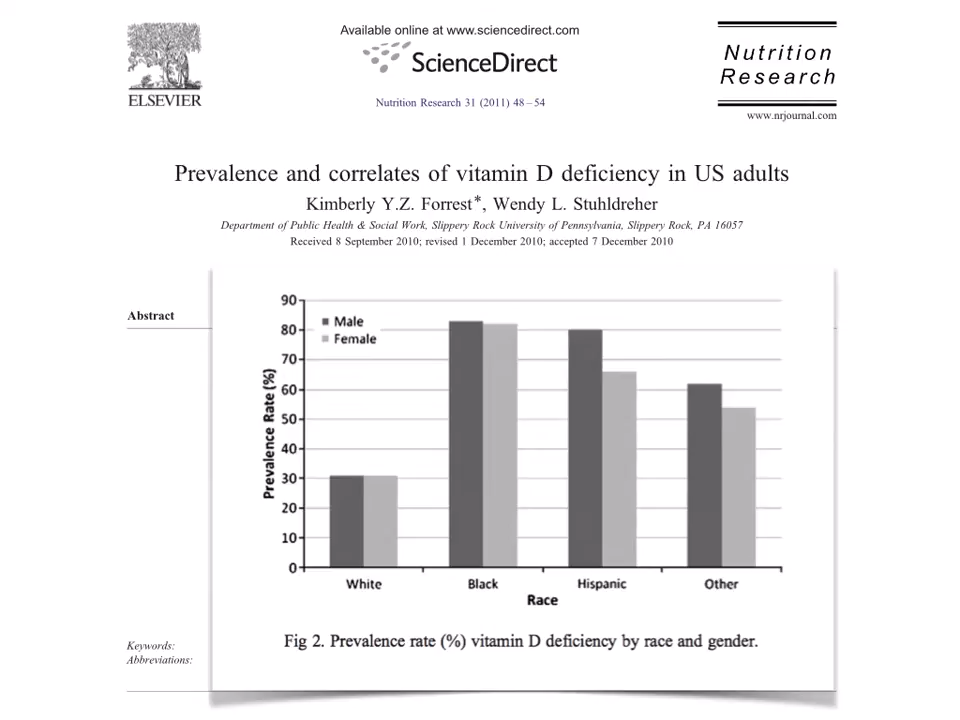 Available online at www.sciencedirect.com
ELSEVIER
ScienceDirect
Nutrition Research 31 (2011) 48 – 54
Nutrition
Research
www.nrjournal.com
Prevalence and correlates of vitamin D deficiency in US adults
Kimberly Y.Z. Forrest*, Wendy L. Stuhldreher
Department of Public Health & Social Work, Slippery Rock University of Pennsylvania, Slippery Rock, PA 16057
Received 8 September 2010; revised 1 December 2010; accepted 7 December 2010
Abstract
Prevalence Rate (%)
90
80
70
60
50
40
30
20
10
0
Male
Female
White Black Hispanic Other
Race
Fig 2. Prevalence rate (%) vitamin D deficiency by race and gender.
Keywords:
Abbreviations: